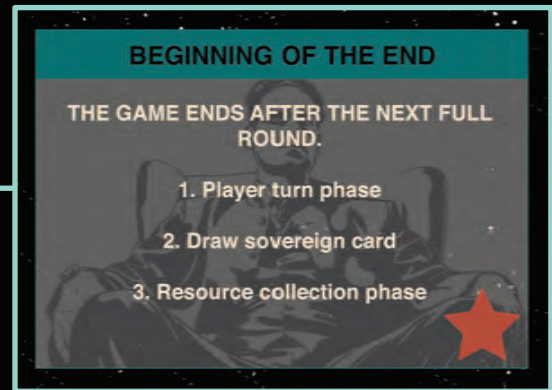 BEGINNING OF THE END
THE GAME ENDS AFTER THE NEXT FULL
ROUND.
1. Player turn phase
2. Draw sovereign card
3. Resource collection phase